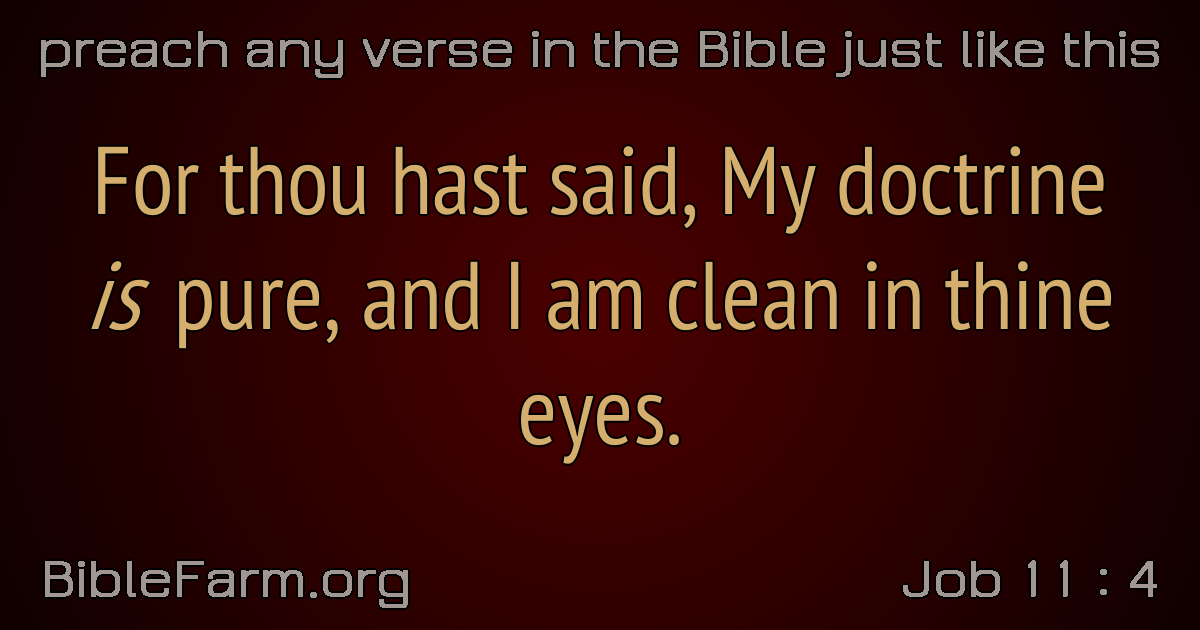 preach any verse in the Bible just like this
For thou hast said, My doctrine
is pure, and I am clean in thine
eyes.
BibleFarm.org
Job 11 : 4